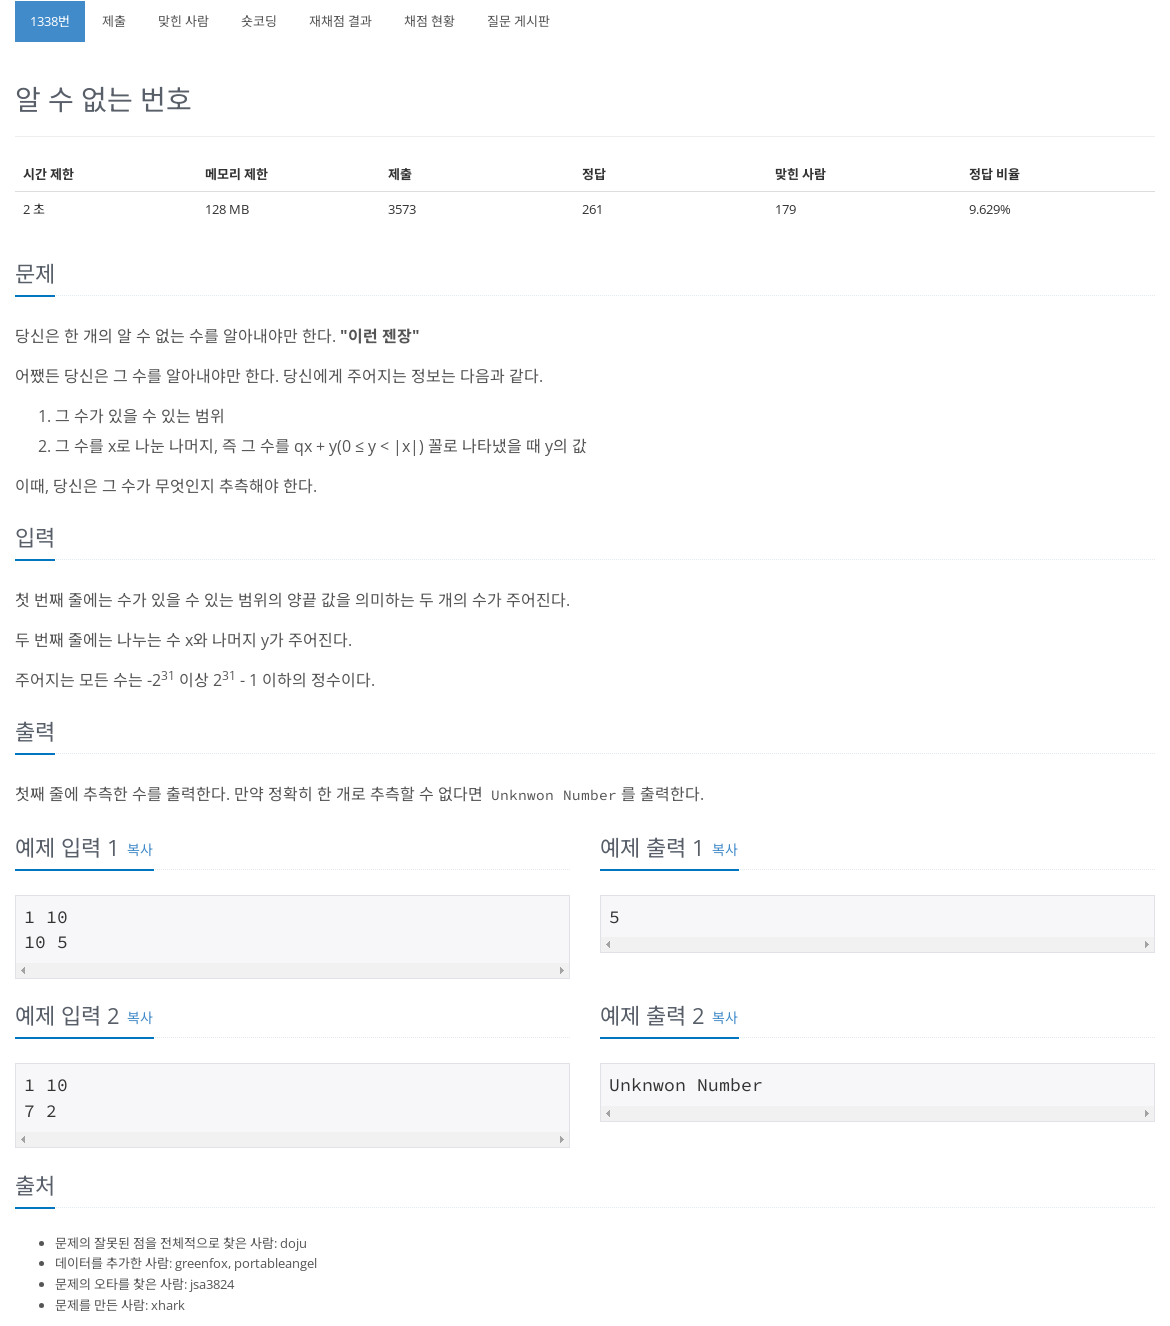 1338번 제출 맞힌 사람 숏코딩 재채점 결과 채점 현황 질문 게시판
알 수 없는 번호
시간 제한 메모리 제한 제출 정답 맞힌 사람 정답 비율
2 초 128 MB 3573 261 179 9.629%
문제
당신은 한 개의 알 수 없는 수를 알아내야만 한다. "이런 젠장"
어쨌든 당신은 그 수를 알아내야만 한다. 당신에게 주어지는 정보는 다음과 같다.
1. 그 수가 있을 수 있는 범위
2. 그 수를 x로 나눈 나머지, 즉 그 수를 qx + y(0 ≤ y < |x|) 꼴로 나타냈을 때 y의 값
이때, 당신은 그 수가 무엇인지 추측해야 한다.
입력
첫 번째 줄에는 수가 있을 수 있는 범위의 양끝 값을 의미하는 두 개의 수가 주어진다.
두 번째 줄에는 나누는 수 x와 나머지 y가 주어진다.
주어지는 모든 수는 -2^31 이상 2^31 - 1 이하의 정수이다.
출력
첫째 줄에 추측한 수를 출력한다. 만약 정확히 한 개로 추측할 수 없다면 Unknwon Number를 출력한다.
예제 입력 1 복사
1 10
10 5
예제 출력 1 복사
5
예제 입력 2 복사
1 10
7 2
예제 출력 2 복사
Unknwon Number
출처
• 문제의 잘못된 점을 전체적으로 찾은 사람: doju
• 데이터를 추가한 사람: greenfox, portableangel
• 문제의 오타를 찾은 사람: jsa3824
• 문제를 만든 사람: xhark